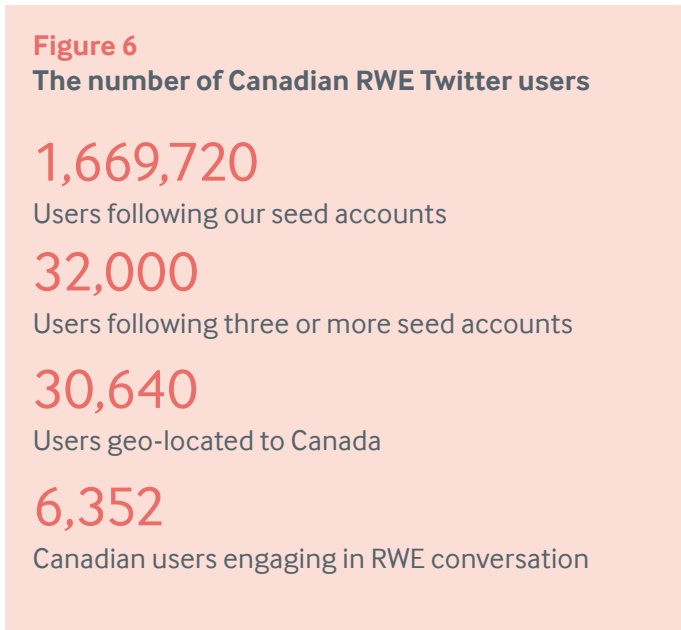 Figure 6
The number of Canadian RWE Twitter users
1,669,720
Users following our seed accounts
32,000
Users following three or more seed accounts
30,640
Users geo-located to Canada
6,352
Canadian users engaging in RWE conversation